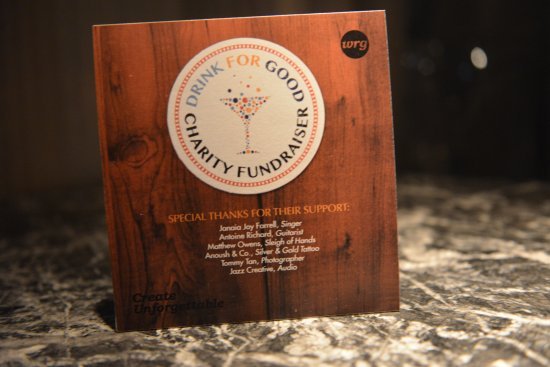 wrg
DRINK FOR GOOD
CHARITY FUNDRAISER
SPECIAL THANKS FOR THEIR SUPPORT:
Janaia Jay Farrell, Singer
Antoine Richard, Guitarist
Matthew Owens, Sleigh of Hands
Anoush & Co., Silver & Gold Tattoo
Tommy Tan, Photographer
Jazz Creative, Audio
Create
Unforgettable